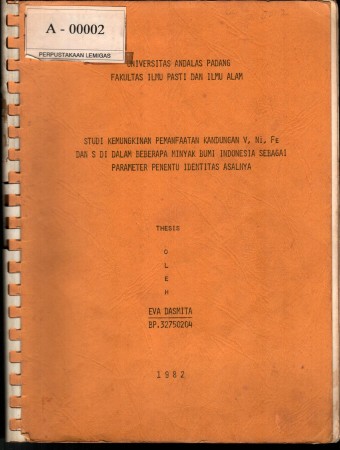 A - 00002
PERPUSTAKAAN LEMIGAS
UNIVERSITAS ANDALAS PADANG
FAKULTAS ILMU PASTI DAN ILMU ALAM
STUDI KEMUNGKINAN PEMANFAATAN KANDUNGAN V, Ni, Fe
DAN S DI DALAM BEBERAPA MINYAK BUMI INDONESIA SEBAGAI
PARAMETER PENENTU IDENTITAS ASALNYA
THESIS
O
L
E
H
EVA DASMITA
BP.32750204
1982